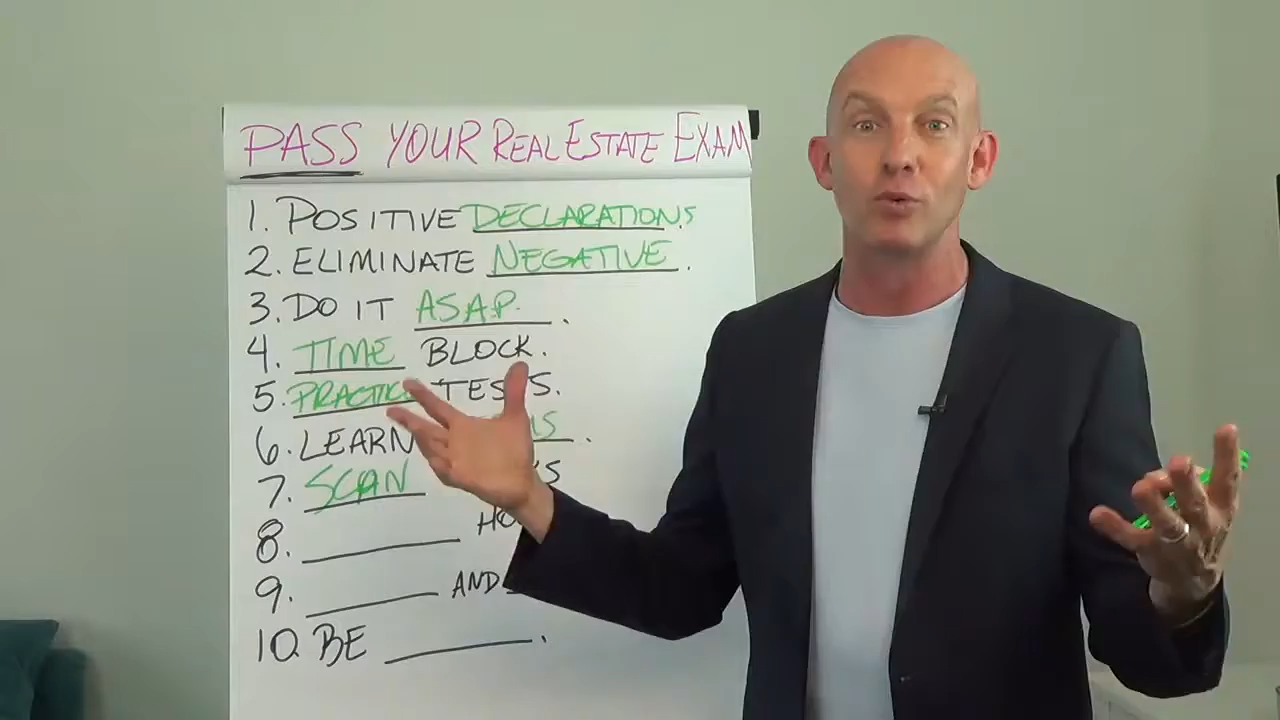 PASS YOUR REAL ESTATE EXAM
1. POSITIVE DECLARATIONS.
2. ELIMINATE NEGATIVE.
3. DO IT ASAP.
4. TIME BLOCK.
5. PRACTICE TESTS.
6. LEARN
7. SCAN
8.
9. AND
10. BE .